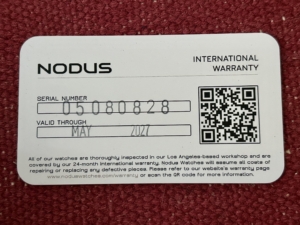 NODUS
INTERNATIONAL
WARRANTY
SERIAL NUMBER
05080828
VALID THROUGH
MAY 2027
All of our watches are thoroughly inspected in our Los Angeles-based workshop and are
covered by our 24-month international warranty. Nodus Watches will assume all costs of
repairing or replacing any defective pieces. Please refer to our website's warranty page
www.noduswatches.com/warranty or scan this QR code for more information.